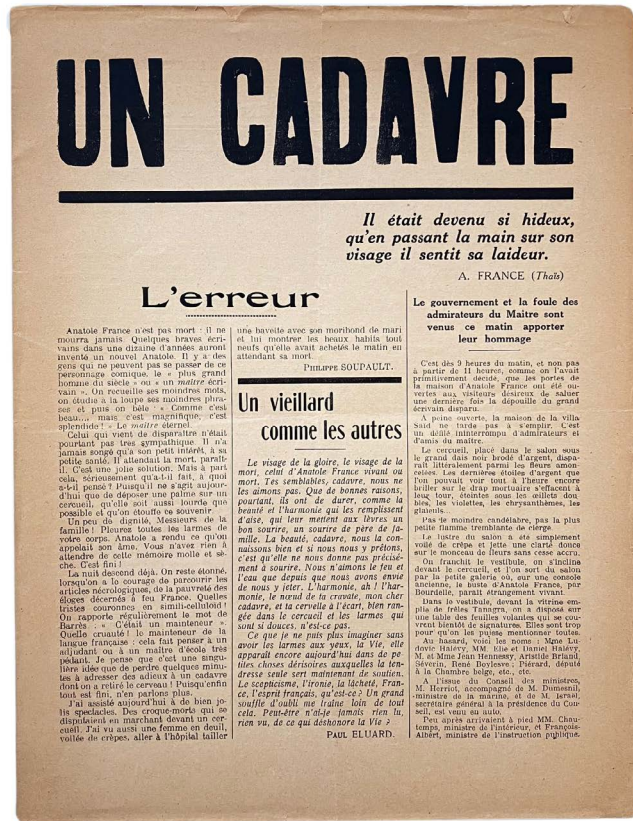 UN CADAVRE
Il était devenu si hideux,
qu'en passant la main sur son
visage il sentit sa laideur.
A. FRANCE (Thaïs)
L'erreur
Anatole France n'est pas mort : il ne
mourra jamais. Quelques braves écri-
vains dans une dizaine d'années auront
inventé un nouvel Anatole. Il y a des
gens qui ne peuvent pas se passer de ce
personnage comique, le « plus grand
homme du siècle » ou « un maître écri-
vain ». On recueille ses moindres mots,
on étudie à la loupe ses moindres phra-
ses et puis on bêle : « Comme c'est
beau..., mais c'est magnifique, c'est
splendide ! » Le maître éternel.
Celui qui vient de disparaître n'était
pourtant pas très sympathique. Il n'a
jamais songé qu'à son petit intérêt, à sa
petite santé. Il attendait la mort, paraît-
il. C'est une jolie solution. Mais à part
cela, sérieusement qu'a-t-il fait, à quoi
a-t-il pensé ? Puisqu'il ne s'agit aujour-
d'hui que de déposer une palme sur un
cercueil, qu'elle soit aussi lourde que
possible et qu'on étouffe ce souvenir.
Un peu de dignité, Messieurs de la
famille ! Pleurez toutes les larmes de
votre corps. Anatole a rendu ce qu'on
appelait son âme. Vous n'avez rien à
attendre de cette mémoire molle et sè-
che. C'est fini !
La nuit descend déjà. On reste étonné,
lorsqu'on a le courage de parcourir les
articles nécrologiques, de la pauvreté des
éloges décernés à feu France. Quelles
tristes couronnes en simili-celluloïd !
On rapporte régulièrement le mot de
Barrès : « C'était un mainteneur ».
Quelle cruauté ! le mainteneur de la
langue française : cela fait penser à un
adjudant ou à un maître d'école très
pédant. Je pense que c'est une singu-
lière idée que de perdre quelques minu-
tes à adresser des adieux à un cadavre
dont on a retiré le cerveau ! Puisqu'enfin
tout est fini, n'en parlons plus.
J'ai assisté aujourd'hui à de bien jo-
lis spectacles. Des croque-morts qui se
disputaient en marchant devant un cer-
cueil. J'ai vu aussi une femme en deuil,
voilée de crêpes, aller à l'hôpital tailler
une bavette avec son moribond de mari
et lui montrer les beaux habits tout
neufs qu'elle avait achetés le matin en
attendant sa mort.
PHILIPPE SOUPAULT.
Un vieillard
comme les autres
Le visage de la gloire, le visage de la
mort, celui d'Anatole France vivant ou
mort. Tes semblables, cadavre, nous ne
les aimons pas. Que de bonnes raisons,
pourtant, ils ont de durer, comme la
beauté et l'harmonie qui les remplissent
d'aise, qui leur mettent aux lèvres un
bon sourire, un sourire de père de fa-
mille. La beauté, cadavre, nous la con-
naissons bien et si nous nous y prêtons,
c'est qu'elle ne nous donne pas précisé-
ment à sourire. Nous n'aimons le feu et
l'eau que depuis que nous avons envie
de nous y jeter. L'harmonie, ah ! l'har-
monie, le nœud de ta cravate, mon cher
cadavre, et ta cervelle à l'écart, bien ran-
gée dans le cercueil et les larmes qui
sont si douces, n'est-ce pas.
Ce que je ne puis plus imaginer sans
avoir les larmes aux yeux, la Vie, elle
apparaît encore aujourd'hui dans de pe-
tites choses dérisoires auxquelles la ten-
dresse seule sert maintenant de soutien.
Le scepticisme, l'ironie, la lâcheté, Fran-
ce, l'esprit français, qu'est-ce ? Un grand
souffle d'oubli me traîne loin de tout
cela. Peut-être n'ai-je jamais rien lu,
rien vu, de ce qui déshonore la Vie ?
PAUL ELUARD.
Le gouvernement et la foule des
admirateurs du Maitre sont
venus ce matin apporter
leur hommage
C'est dès 9 heures du matin, et non pas
à partir de 11 heures, comme on l'avait
primitivement décidé, que les portes de
la maison d'Anatole France ont été ou-
vertes aux visiteurs désireux de saluer
une dernière fois la dépouille du grand
écrivain disparu.
A peine ouverte, la maison de la villa
Saïd ne tarde pas à s'emplir. C'est
un défilé ininterrompu d'admirateurs et
d'amis du maître.
Le cercueil, placé dans le salon sous
le grand dais noir brodé d'argent, dispa-
raît littéralement parmi les fleurs amon-
celées. Les dernières étoiles d'argent que
l'on pouvait voir tout à l'heure encore
briller sur le drap mortuaire s'effacent à
leur tour, éteintes sous les œillets dou-
bles, les violettes, les chrysanthèmes, les
glaïeuls...
Pas le moindre candélabre, pas la plus
petite flamme tremblante de cierge.
Le lustre du salon a été simplement
voilé de crêpe et jette une clarté douce
sur le monceau de fleurs sans cesse accru.
On franchit le vestibule, on s'incline
devant le cercueil, et l'on sort du salon
par la petite galerie où, sur une console
ancienne, le buste d'Anatole France, par
Bourdelle, paraît étrangement vivant.
Dans le vestibule, devant la vitrine em-
plie de frêles Tanagra, on a disposé sur
une table des feuilles volantes qui se cou-
vrent bientôt de signatures. Elles sont trop
pour qu'on les puisse mentionner toutes.
Au hasard, voici les noms : Mme Lu-
dovic Halévy, MM. Elie et Daniel Halévy,
M. et Mme Jean Hennessy, Aristide Briand,
Séverin, René Boylesve ; Piérard, député
à la Chambre belge, etc., etc.
A l'issue du Conseil des ministres,
M. Herriot, accompagné de M. Dumesnil,
ministre de la marine, et de M. Israël,
secrétaire général à la présidence du Con-
seil, est venu en auto.
Peu après arrivaient à pied MM. Chau-
temps, ministre de l'intérieur, et François-
Albert, ministre de l'instruction publique.